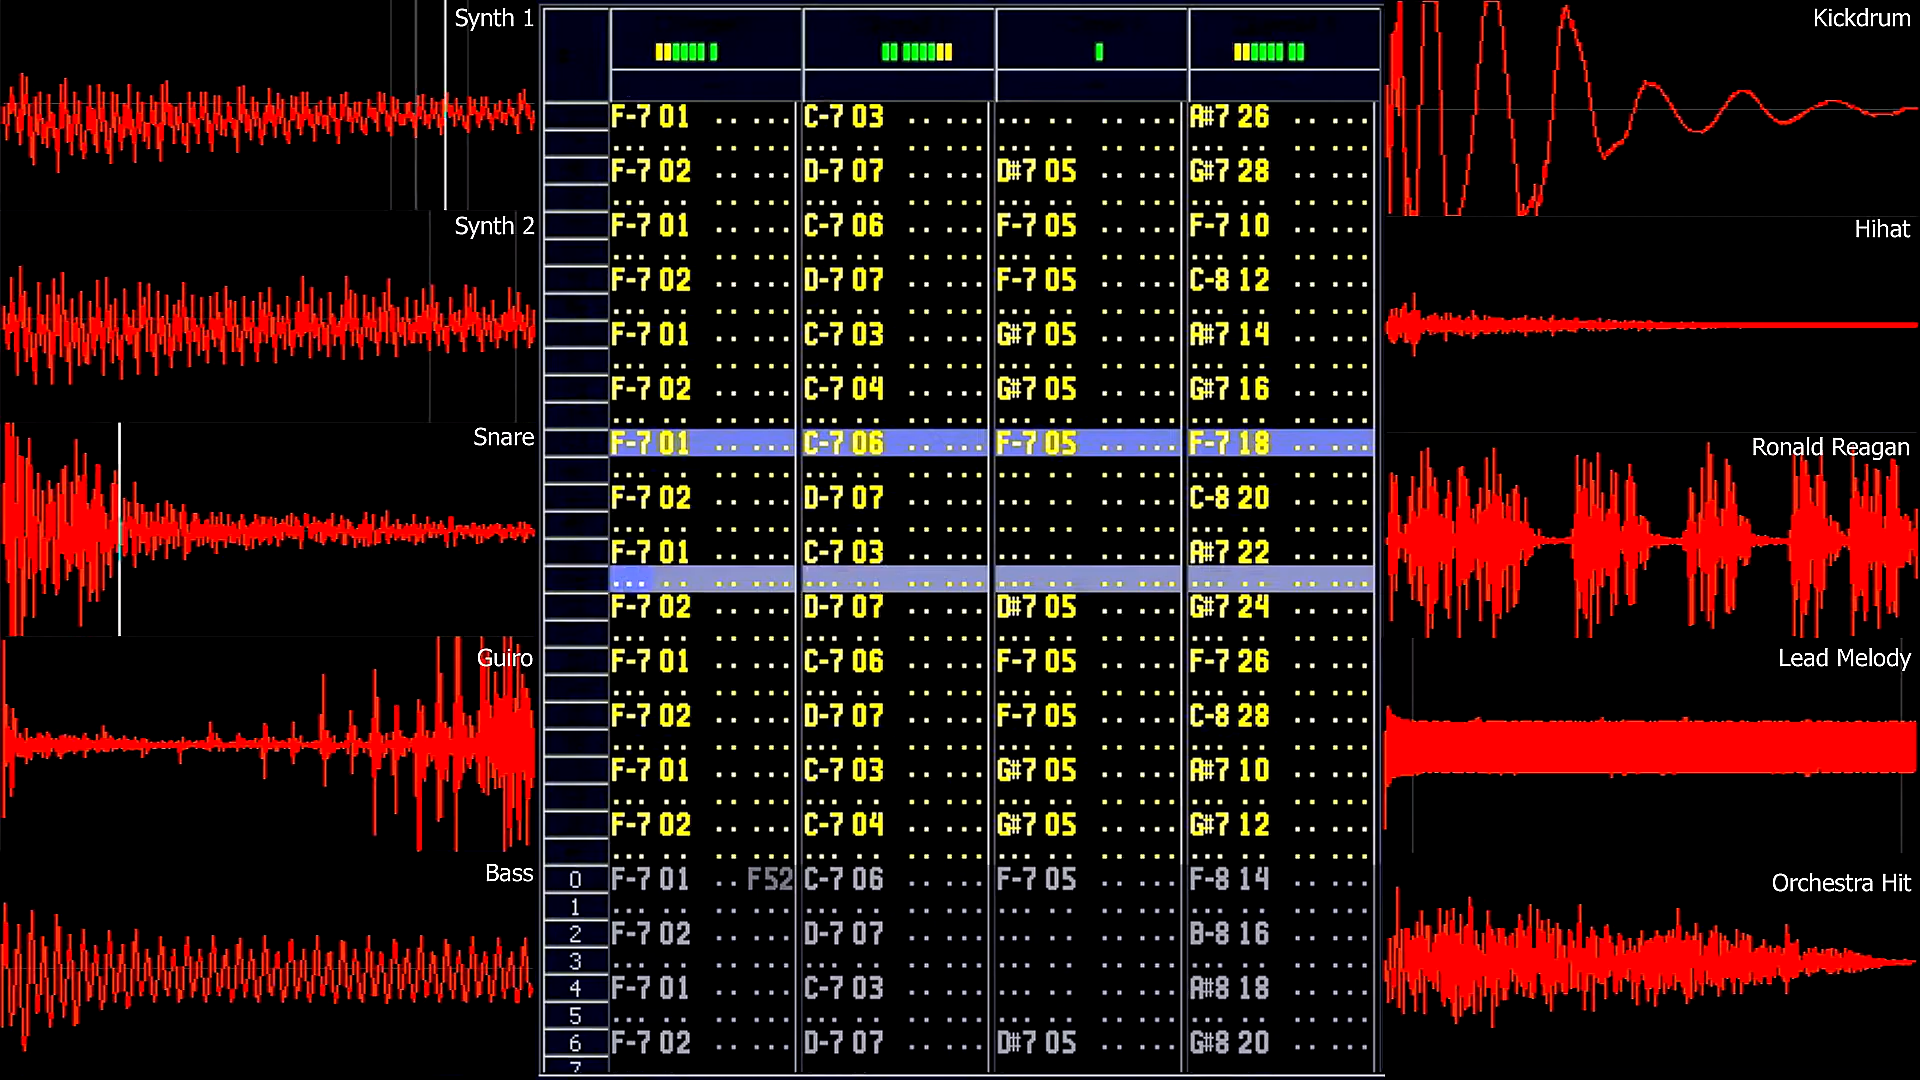 Synth 1
Kickdrum
F-7 01 .. ... C-7 03 .. ... ... .. .. ... A#7 26 .. ...
... .. .. ... ... .. .. ... ... .. .. ... ... .. .. ...
F-7 02 .. ... D-7 07 .. ... D#7 05 .. ... G#7 28 .. ...
... .. .. ... ... .. .. ... ... .. .. ... ... .. .. ...
Synth 2
Hihat
F-7 01 .. ... C-7 06 .. ... F-7 05 .. ... F-7 10 .. ...
... .. .. ... ... .. .. ... ... .. .. ... ... .. .. ...
F-7 02 .. ... D-7 07 .. ... F-7 05 .. ... C-8 12 .. ...
... .. .. ... ... .. .. ... ... .. .. ... ... .. .. ...
F-7 01 .. ... C-7 03 .. ... G#7 05 .. ... A#7 14 .. ...
... .. .. ... ... .. .. ... ... .. .. ... ... .. .. ...
F-7 02 .. ... C-7 04 .. ... G#7 05 .. ... G#7 16 .. ...
... .. .. ... ... .. .. ... ... .. .. ... ... .. .. ...
Snare
Ronald Reagan
F-7 01 .. ... C-7 06 .. ... F-7 05 .. ... F-7 18 .. ...
... .. .. ... ... .. .. ... ... .. .. ... ... .. .. ...
F-7 02 .. ... D-7 07 .. ... ... .. .. ... C-8 20 .. ...
... .. .. ... ... .. .. ... ... .. .. ... ... .. .. ...
F-7 01 .. ... C-7 03 .. ... ... .. .. ... A#7 22 .. ...
... .. .. ... ... .. .. ... ... .. .. ... ... .. .. ...
F-7 02 .. ... D-7 07 .. ... D#7 05 .. ... G#7 24 .. ...
... .. .. ... ... .. .. ... ... .. .. ... ... .. .. ...
Guiro
Lead Melody
F-7 01 .. ... C-7 06 .. ... F-7 05 .. ... F-7 26 .. ...
... .. .. ... ... .. .. ... ... .. .. ... ... .. .. ...
F-7 02 .. ... D-7 07 .. ... F-7 05 .. ... C-8 28 .. ...
... .. .. ... ... .. .. ... ... .. .. ... ... .. .. ...
F-7 01 .. ... C-7 03 .. ... G#7 05 .. ... A#7 10 .. ...
... .. .. ... ... .. .. ... ... .. .. ... ... .. .. ...
F-7 02 .. ... C-7 04 .. ... G#7 05 .. ... G#7 12 .. ...
... .. .. ... ... .. .. ... ... .. .. ... ... .. .. ...
Bass
Orchestra Hit
0 F-7 01 .. F52 C-7 06 .. ... F-7 05 .. ... F-8 14 .. ...
1 ... .. .. ... ... .. .. ... ... .. .. ... ... .. .. ...
2 F-7 02 .. ... D-7 07 .. ... ... .. .. ... B-8 16 .. ...
3 ... .. .. ... ... .. .. ... ... .. .. ... ... .. .. ...
4 F-7 01 .. ... C-7 03 .. ... ... .. .. ... A#8 18 .. ...
5 ... .. .. ... ... .. .. ... ... .. .. ... ... .. .. ...
6 F-7 02 .. ... D-7 07 .. ... D#7 05 .. ... G#8 20 .. ...
7